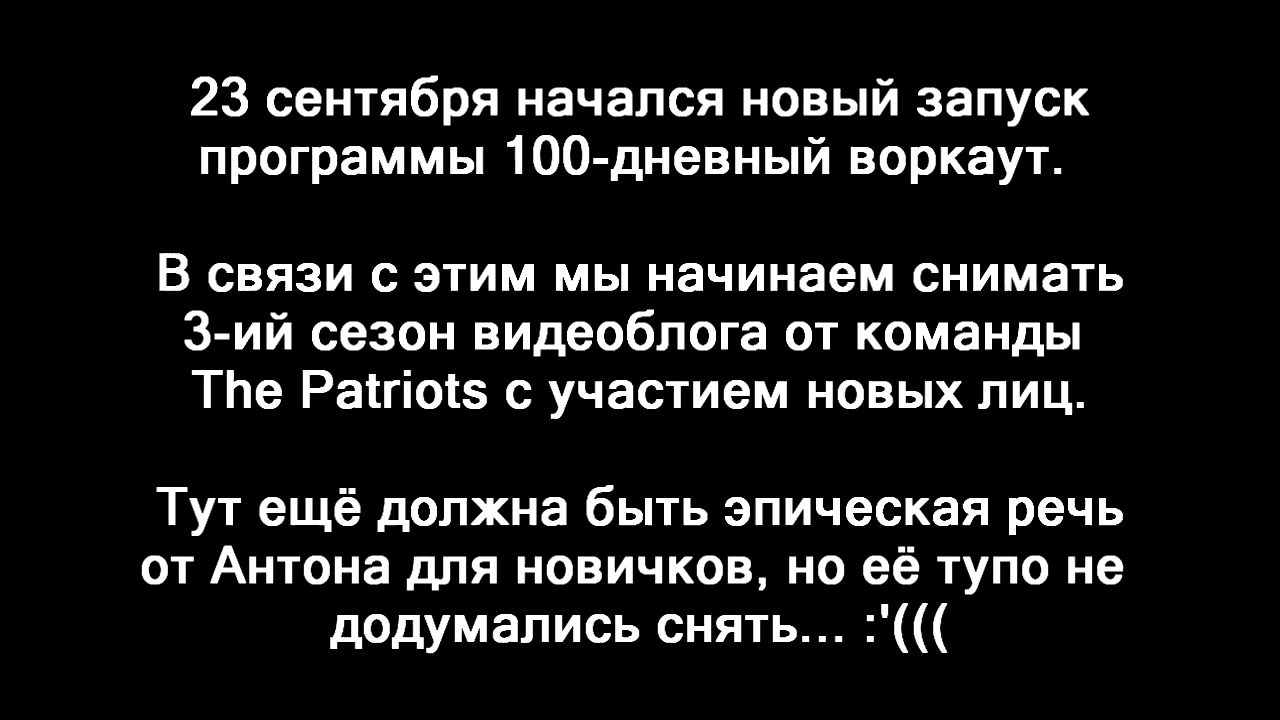 23 сентября начался новый запуск
программы 100-дневный воркаут.
В связи с этим мы начинаем снимать
3-ий сезон видеоблога от команды
The Patriots с участием новых лиц.
Тут ещё должна быть эпическая речь
от Антона для новичков, но её тупо не
додумались снять... :'(((